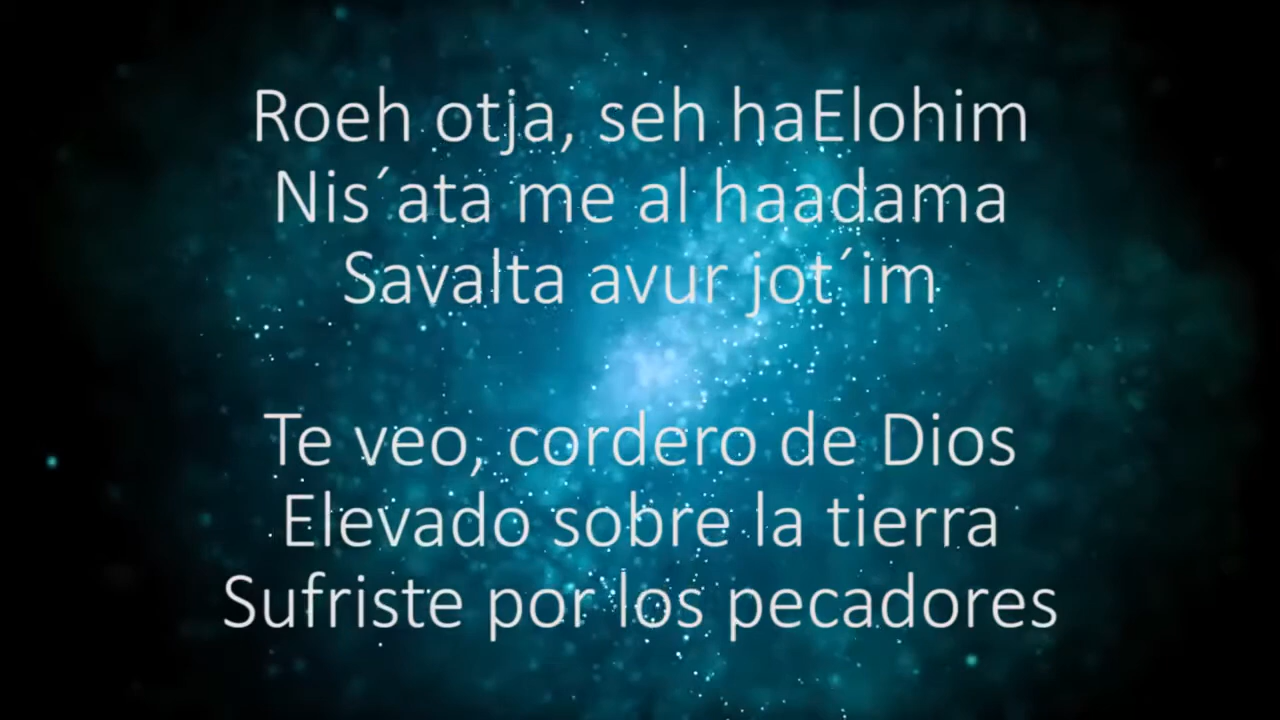 Roeh otja, seh haElohim
Nis´ata me al haadama
Savalta avur jot´im
Te veo, cordero de Dios
Elevado sobre la tierra
Sufriste por los pecadores